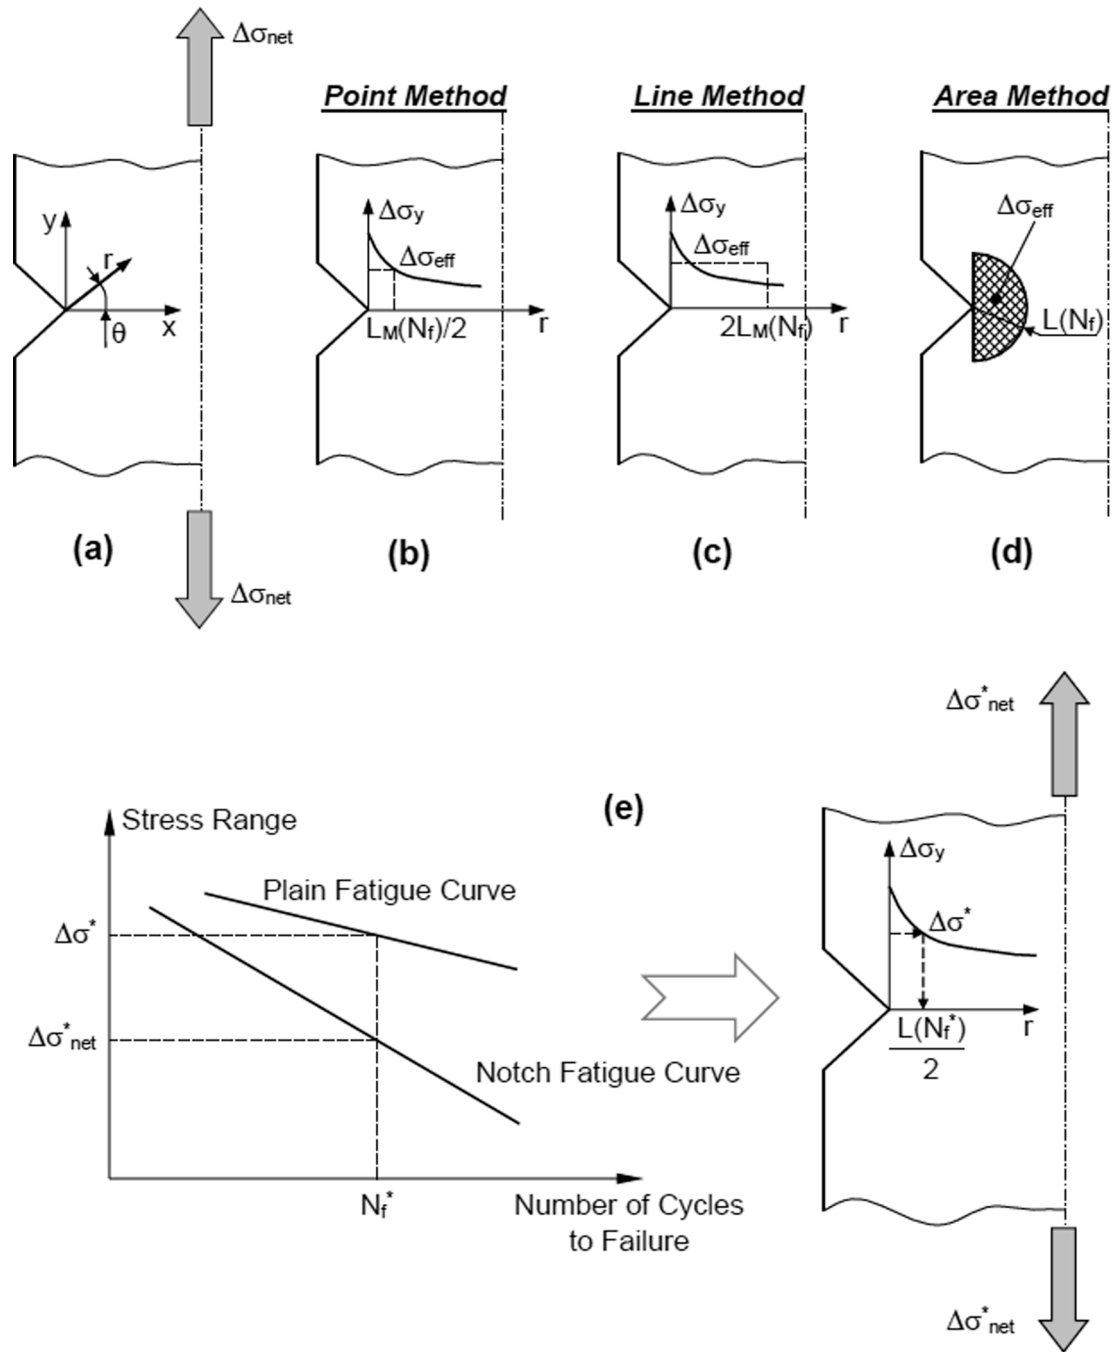 Δσnet
Point Method
Line Method
Area Method
y
r
x
θ
Δσy
Δσeff
LM(Nf)/2
r
Δσy
Δσeff
2LM(Nf)
r
Δσeff
L(Nf)
(a)
(b)
(c)
(d)
Δσnet
Δσ*net
(e)
Stress Range
Plain Fatigue Curve
Δσ*
Δσ*net
Notch Fatigue Curve
Nf*
Number of Cycles
to Failure
Δσy
Δσ*
L(Nf*)
2
r
Δσ*net